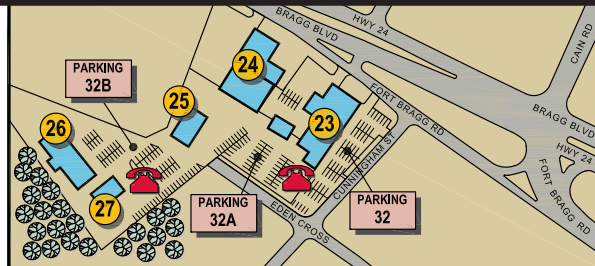 BRAGG BLVD
HWY 24
CAIN RD
24
PARKING
32B
FORT BRAGG RD
25
BRAGG BLVD
23
26
HWY 24
CUNNINGHAM ST
FORT BRAGG RD
27
PARKING
32A
PARKING
32
EDEN CROSS